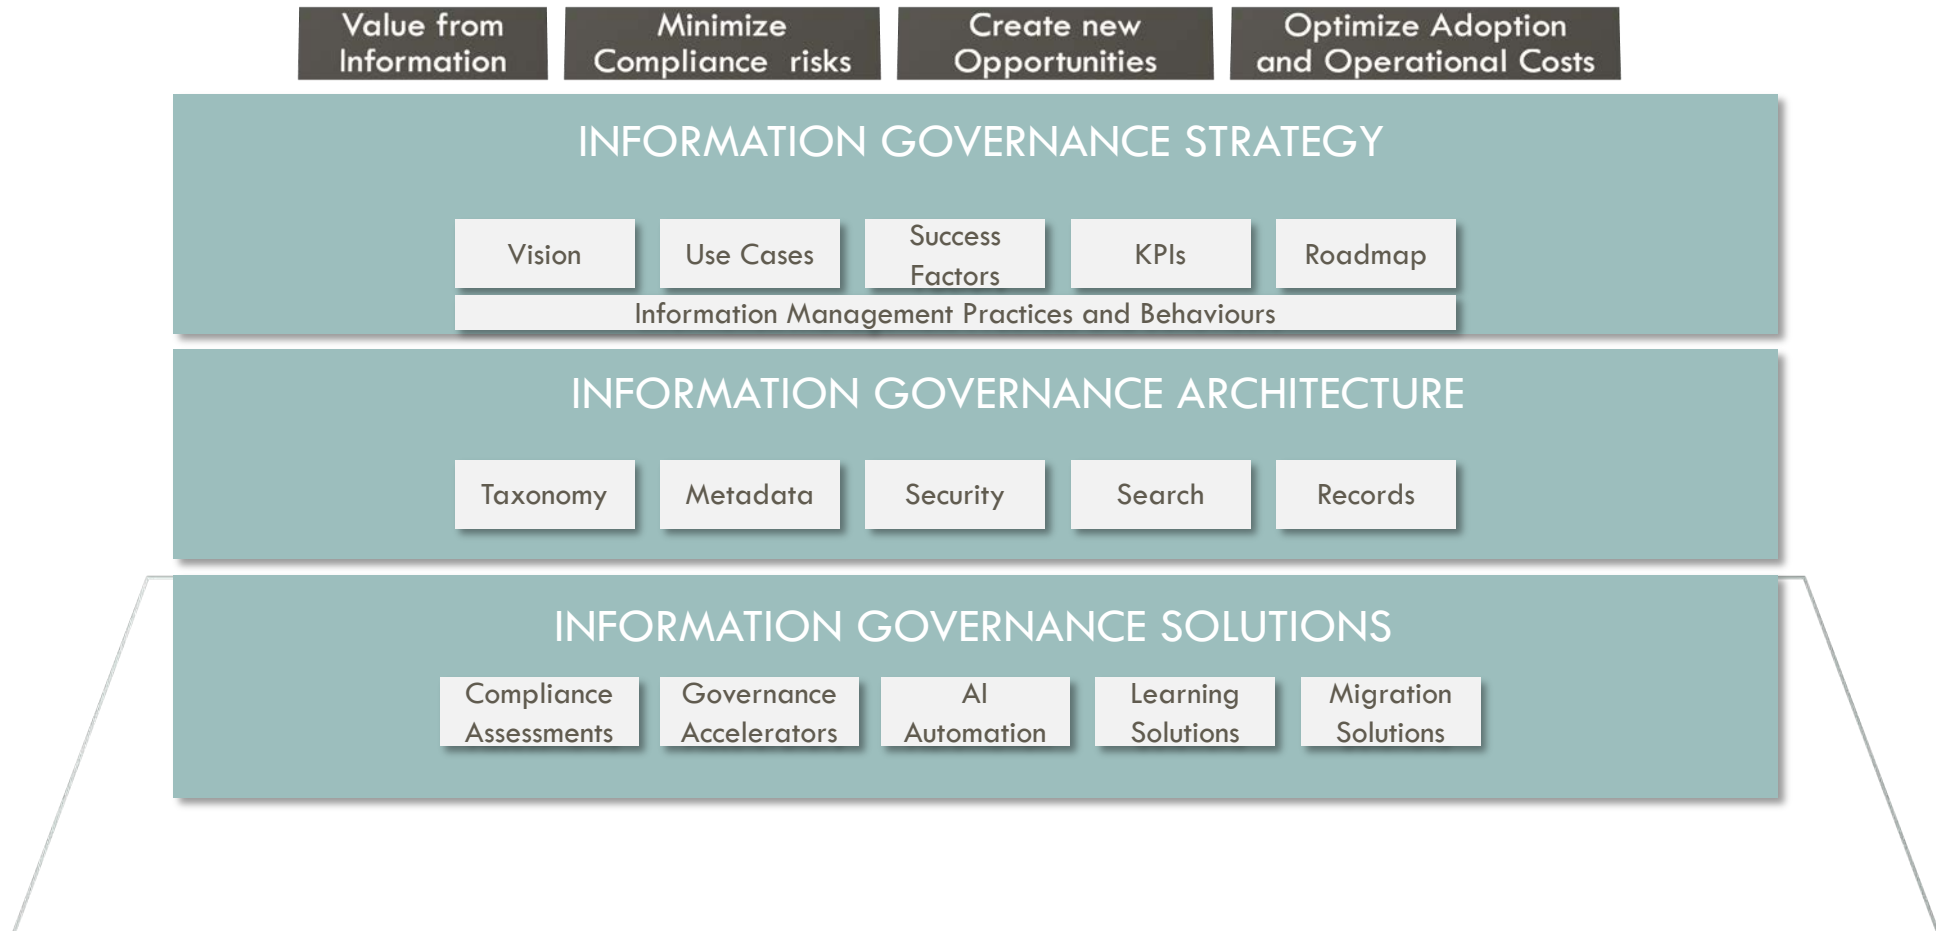 Value from
Information
Minimize
Compliance risks
Create new
Opportunities
Optimize Adoption
and Operational Costs
INFORMATION GOVERNANCE STRATEGY
Vision
Use Cases
Success
Factors
KPIs
Roadmap
Information Management Practices and Behaviours
INFORMATION GOVERNANCE ARCHITECTURE
Taxonomy
Metadata
Security
Search
Records
INFORMATION GOVERNANCE SOLUTIONS
Compliance
Assessments
Governance
Accelerators
AI
Automation
Learning
Solutions
Migration
Solutions